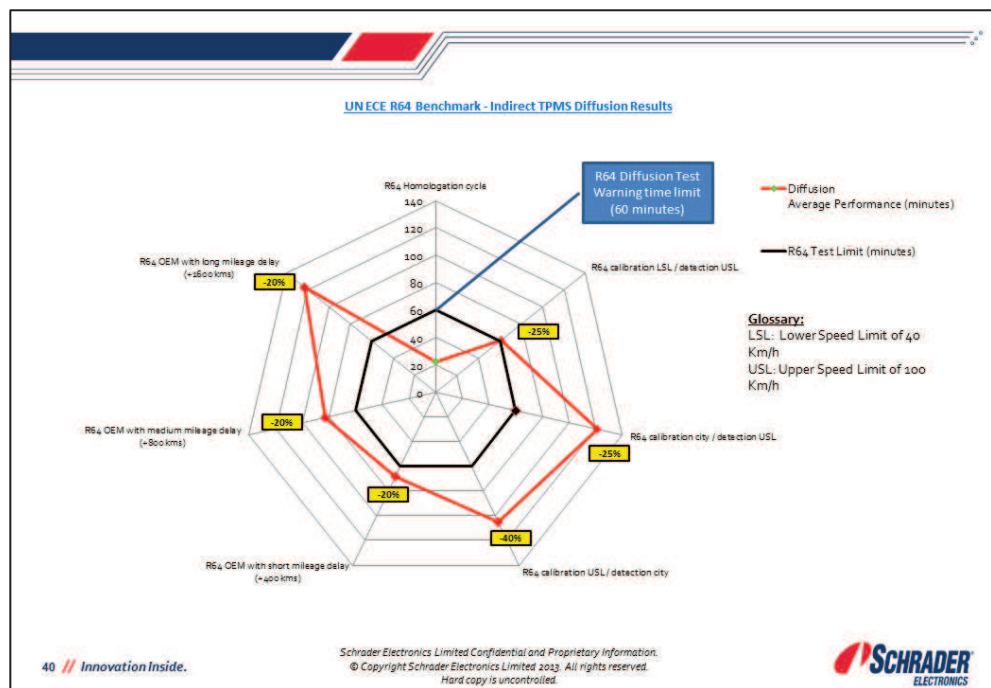 UN ECE R64 Benchmark - Indirect TPMS Diffusion Results
R64 Diffusion Test
Warning time limit
(60 minutes)
R64 Homologation cycle
Diffusion
Average Performance (minutes)
R64 Test Limit (minutes)
140
120
100
80
60
40
20
0
R64 OEM with long mileage delay
(+1600 kms)
-20%
R64 calibration LSL / detection USL
-25%
Glossary:
LSL: Lower Speed Limit of 40
Km/h
USL: Upper Speed Limit of 100
Km/h
R64 OEM with medium mileage delay
(+800 kms)
-20%
R64 calibration city / detection USL
-25%
-20%
-40%
R64 OEM with short mileage delay
(+400 kms)
R64 calibration USL / detection city
40 // Innovation Inside.
Schrader Electronics Limited Confidential and Proprietary Information.
© Copyright Schrader Electronics Limited 2013. All rights reserved.
Hard copy is uncontrolled.
SCHRADER
ELECTRONICS